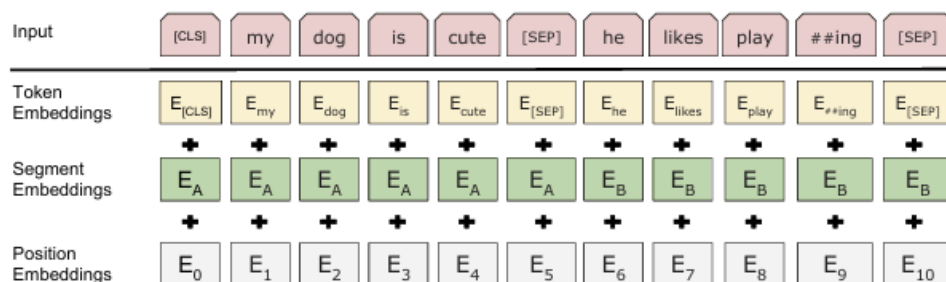 Input [CLS] my dog is cute [SEP] he likes play ##ing [SEP]
Token
Embeddings E[CLS] Emy Edog Eis Ecute E[SEP] Ehe Elikes Eplay E##ing E[SEP]
+ + + + + + + + + + +
Segment
Embeddings EA EA EA EA EA EA EB EB EB EB EB
+ + + + + + + + + + +
Position
Embeddings E0 E1 E2 E3 E4 E5 E6 E7 E8 E9 E10